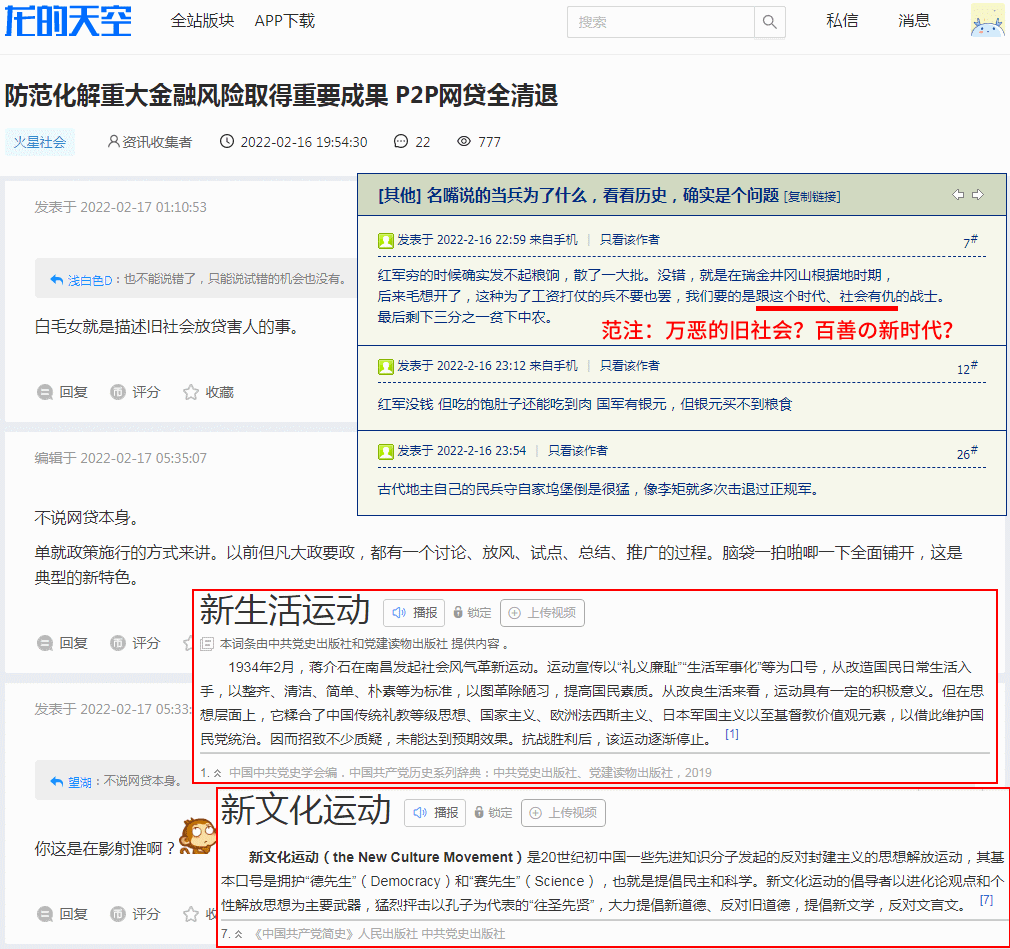 龙的天空 全站版块 APP下载 搜索 私信 消息
防范化解重大金融风险取得重要成果 P2P网贷全清退
火星社会 资讯收集者 2022-02-16 19:54:30 22 777
发表于 2022-02-17 01:10:53
浅白色D：也不能说错了，只能说试错的机会也没有。
白毛女就是描述旧社会放贷害人的事。
回复 评分 收藏
[其他] 名嘴说的当兵为了什么，看看历史，确实是个问题 [复制链接]
发表于 2022-2-16 22:59 来自手机 | 只看该作者 7#
红军穷的时候确实发不起粮饷，散了一大批。没错，就是在瑞金井冈山根据地时期，
后来毛想开了，这种为了工资打仗的兵不要也罢，我们要的是跟这个时代、社会有仇的战士。
最后剩下三分之一贫下中农。
范注：万恶的旧社会？百善の新时代？
发表于 2022-2-16 23:12 来自手机 | 只看该作者 12#
红军没钱 但吃的饱肚子还能吃到肉 国军有银元，但银元买不到粮食
发表于 2022-2-16 23:54 | 只看该作者 26#
古代地主自己的民兵守自家坞堡倒是很猛，像李矩就多次击退过正规军。
编辑于 2022-02-17 05:35:07
不说网贷本身。
单就政策施行的方式来讲。以前但凡大政要政，都有一个讨论、放风、试点、总结、推广的过程。脑袋一拍啪唧一下全面铺开，这是
典型的新特色。
回复 评分
新生活运动 播报 锁定 上传视频
本词条由中共党史出版社和党建读物出版社 提供内容 。
1934年2月，蒋介石在南昌发起社会风气革新运动。运动宣传以“礼义廉耻”“生活军事化”等为口号，从改造国民日常生活入
手，以整齐、清洁、简单、朴素等为标准，以图革除陋习，提高国民素质。从改良生活来看，运动具有一定的积极意义。但在思
想层面上，它糅合了中国传统礼教等级思想、国家主义、欧洲法西斯主义、日本军国主义以至基督教价值观元素，以借此维护国
民党统治。因而招致不少质疑，未能达到预期效果。抗战胜利后，该运动逐渐停止。 [1]
1. 中国中共党史学会编．中国共产党历史系列辞典：中共党史出版社、党建读物出版社，2019
发表于 2022-02-17 05:33:
望湖：不说网贷本身。
你这是在影射谁啊？
回复 评分 收
新文化运动 播报 锁定 上传视频
新文化运动（the New Culture Movement）是20世纪初中国一些先进知识分子发起的反对封建主义的思想解放运动，其基
本口号是拥护“德先生”（Democracy）和“赛先生”（Science），也就是提倡民主和科学。新文化运动的倡导者以进化论观点和个
性解放思想为主要武器，猛烈抨击以孔子为代表的“往圣先贤”，大力提倡新道德、反对旧道德，提倡新文学，反对文言文。 [7]
7. 《中国共产党简史》人民出版社 中共党史出版社